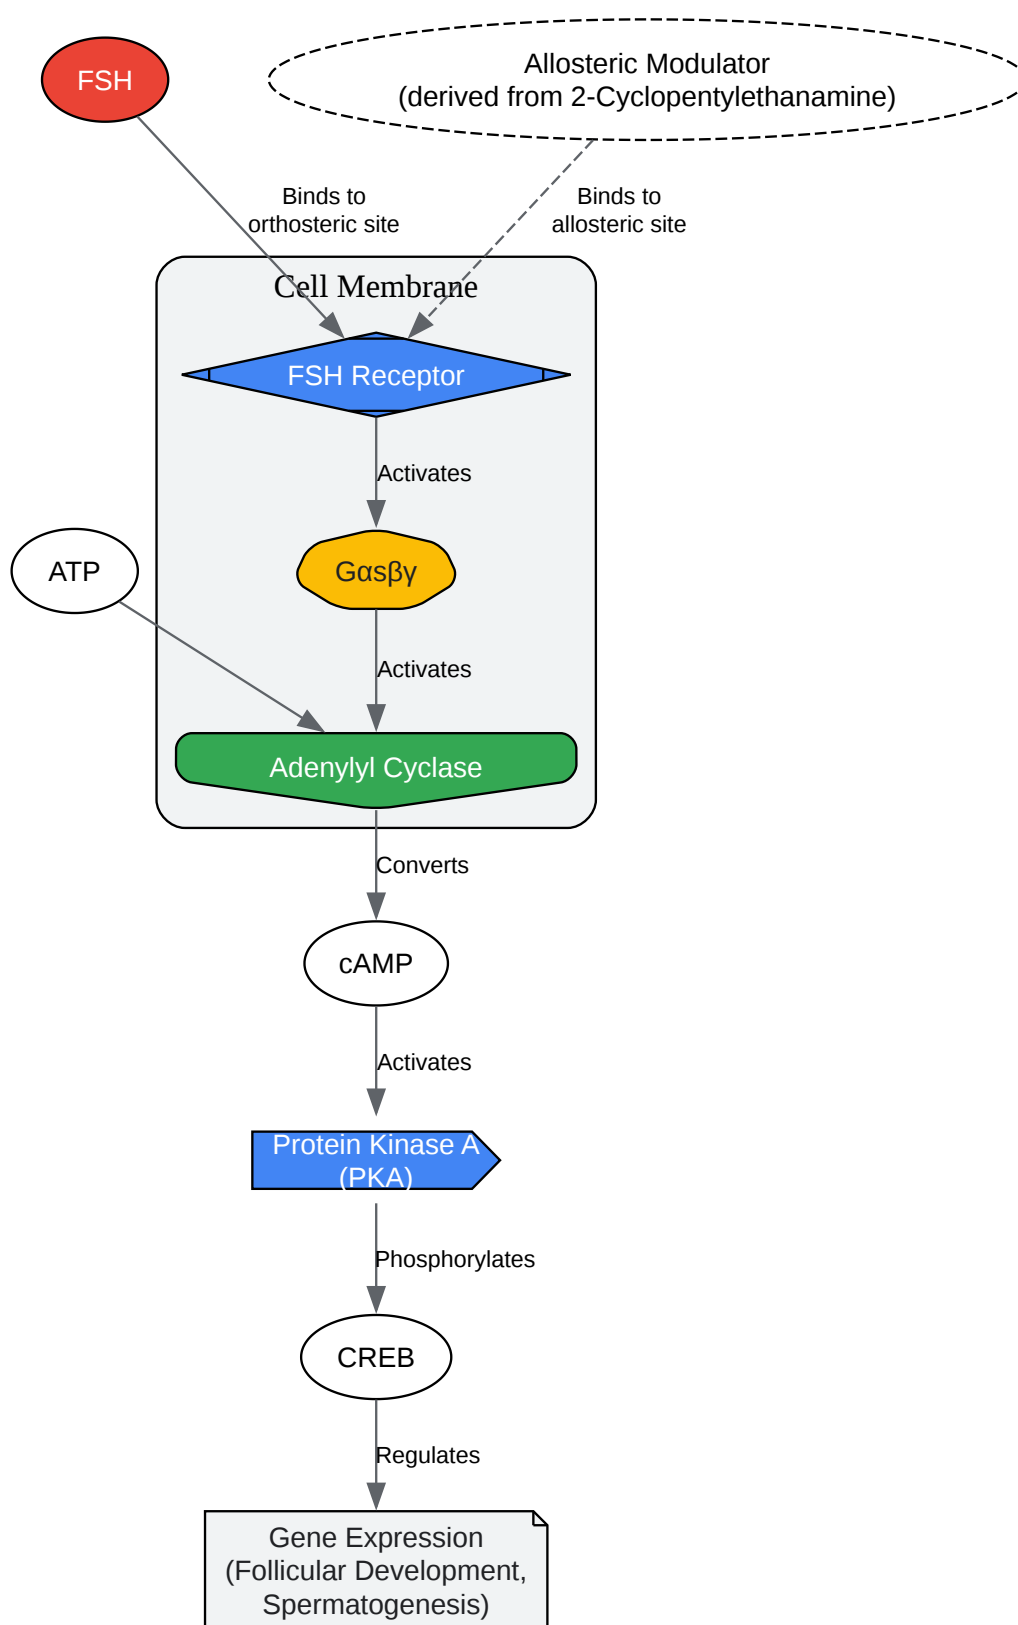 FSH
Allosteric Modulator
(derived from 2-Cyclopentylethanamine)
Binds to
orthosteric site
Binds to
allosteric site
Cell Membrane
FSH Receptor
Activates
ATP
Gαsβγ
Activates
Adenylyl Cyclase
Converts
cAMP
Activates
Protein Kinase A
(PKA)
Phosphorylates
CREB
Regulates
Gene Expression
(Follicular Development,
Spermatogenesis)